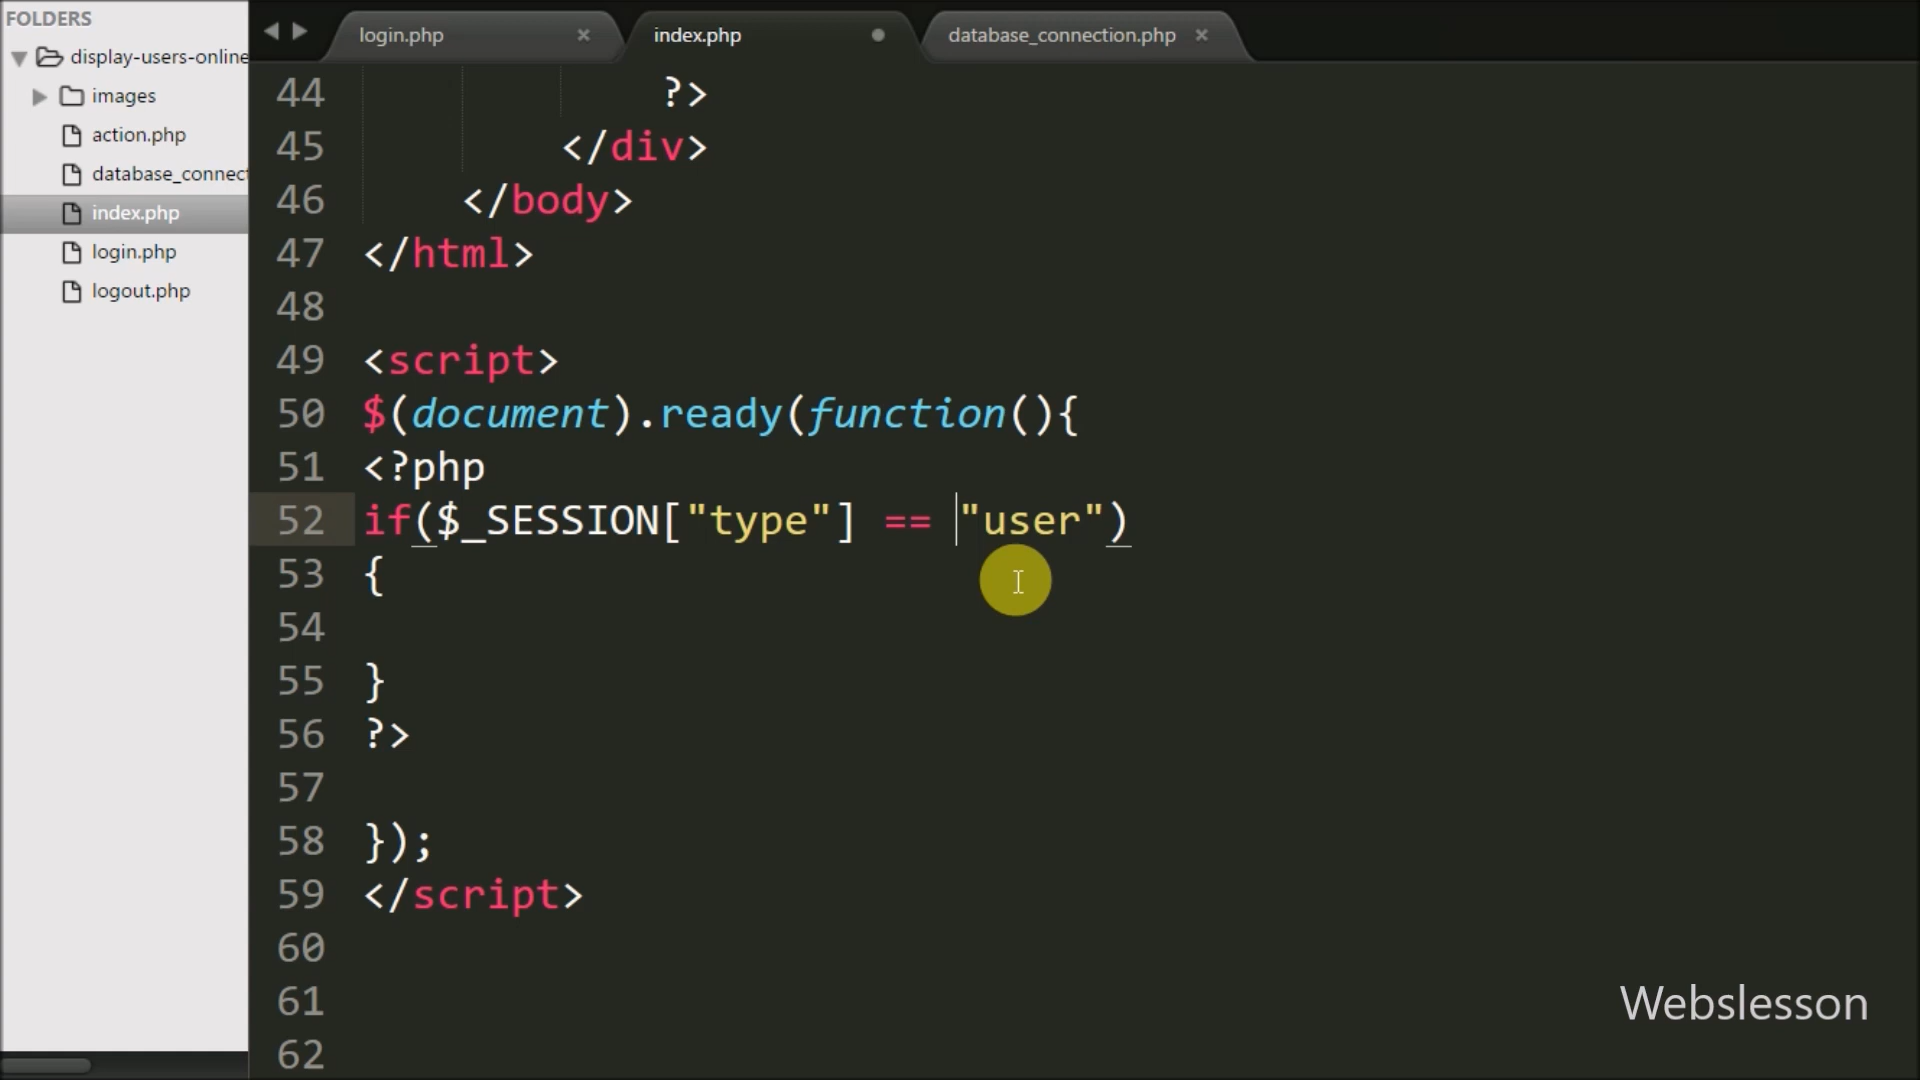 FOLDERS
display-users-online
images
action.php
database_connect
index.php
login.php
logout.php
login.php × index.php database_connection.php ×
44 ?>
45 </div>
46 </body>
47 </html>
48
49 <script>
50 $(document).ready(function(){
51 <?php
52 if($_SESSION["type"] == "user")
53 {
54
55 }
56 ?>
57
58 });
59 </script>
60
61
62
Webslesson